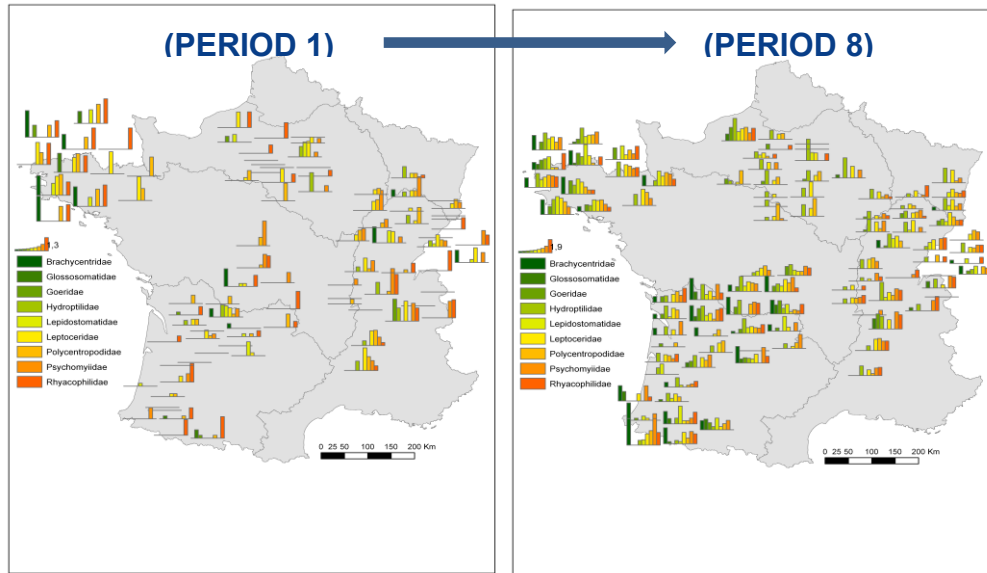 (PERIOD 1)
1,3
Brachycentridae
Glossosomatidae
Goeridae
Hydroptilidae
Lepidostomatidae
Leptoceridae
Polycentropodidae
Psychomyiidae
Rhyacophilidae
0 25 50 100 150 200 Km
(PERIOD 8)
1,9
Brachycentridae
Glossosomatidae
Goeridae
Hydroptilidae
Lepidostomatidae
Leptoceridae
Polycentropodidae
Psychomyiidae
Rhyacophilidae
0 25 50 100 150 200 Km